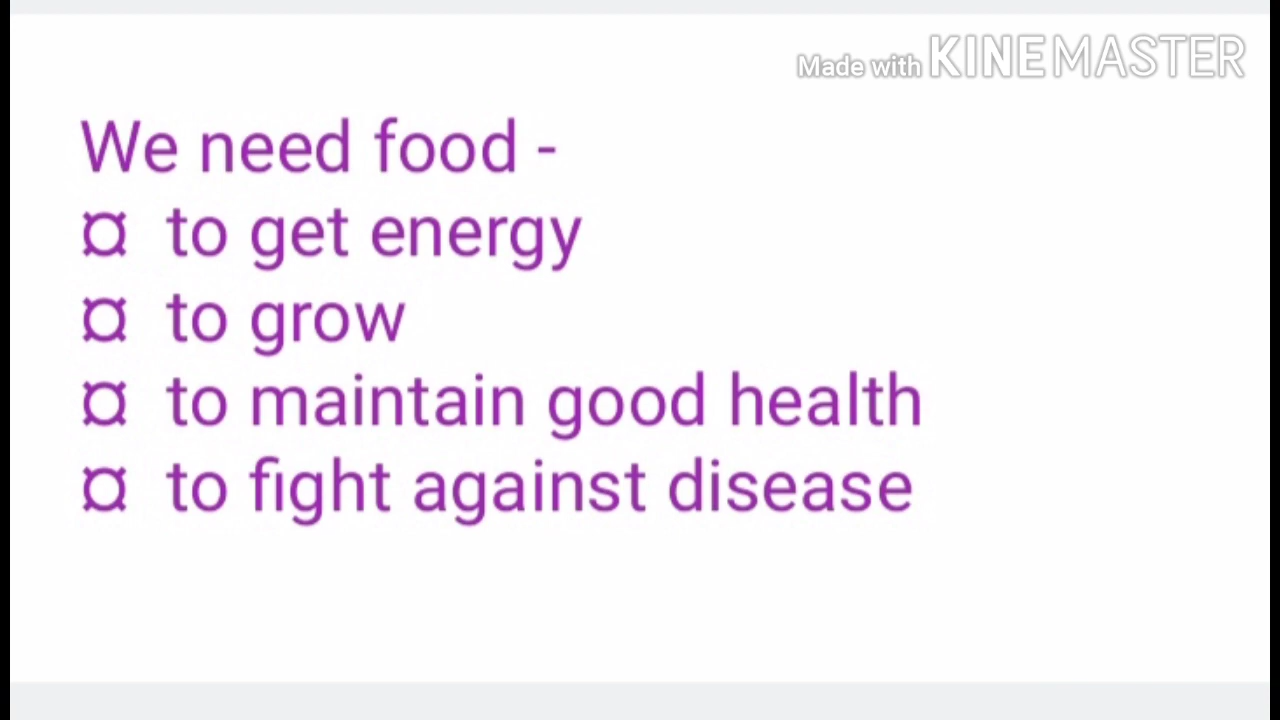 Made with KINEMASTER
We need food -
¤ to get energy
¤ to grow
¤ to maintain good health
¤ to fight against disease